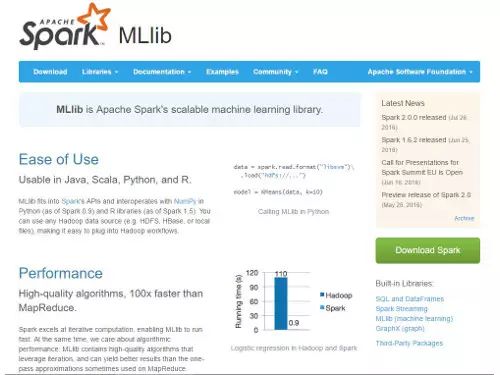 APACHE
Spark MLlib
Download Libraries Documentation Examples Community FAQ Apache Software Foundation
MLlib is Apache Spark's scalable machine learning library.
Ease of Use
Usable in Java, Scala, Python, and R.
MLlib fits into Spark's APIs and interoperates with NumPy in
Python (as of Spark 0.9) and R libraries (as of Spark 1.5). You
can use any Hadoop data source (e.g. HDFS, HBase, or local
files), making it easy to plug into Hadoop workflows.
data = spark.read.format("libsvm")\
.load("hdfs://...")
model = KMeans(data, k=10)
Calling MLlib in Python
Performance
High-quality algorithms, 100x faster than
MapReduce.
Spark excels at iterative computation, enabling MLlib to run
fast. At the same time, we care about algorithmic
performance: MLlib contains high-quality algorithms that
leverage iteration, and can yield better results than the one-
pass approximations sometimes used on MapReduce
Running time (s)
120
90
60
30
0
110
0.9
Hadoop
Spark
Logistic regression in Hadoop and Spark
Latest News
Spark 2.0.0 released (Jul 26,
2016)
Spark 1.6.2 released (Jun 25,
2016)
Call for Presentations for
Spark Summit EU is Open
(Jun 16, 2016)
Preview release of Spark 2.0
(May 26, 2016)
Archive
Download Spark
Built-in Libraries:
SQL and DataFrames
Spark Streaming
MLlib (machine learning)
GraphX (graph)
Third-Party Packages